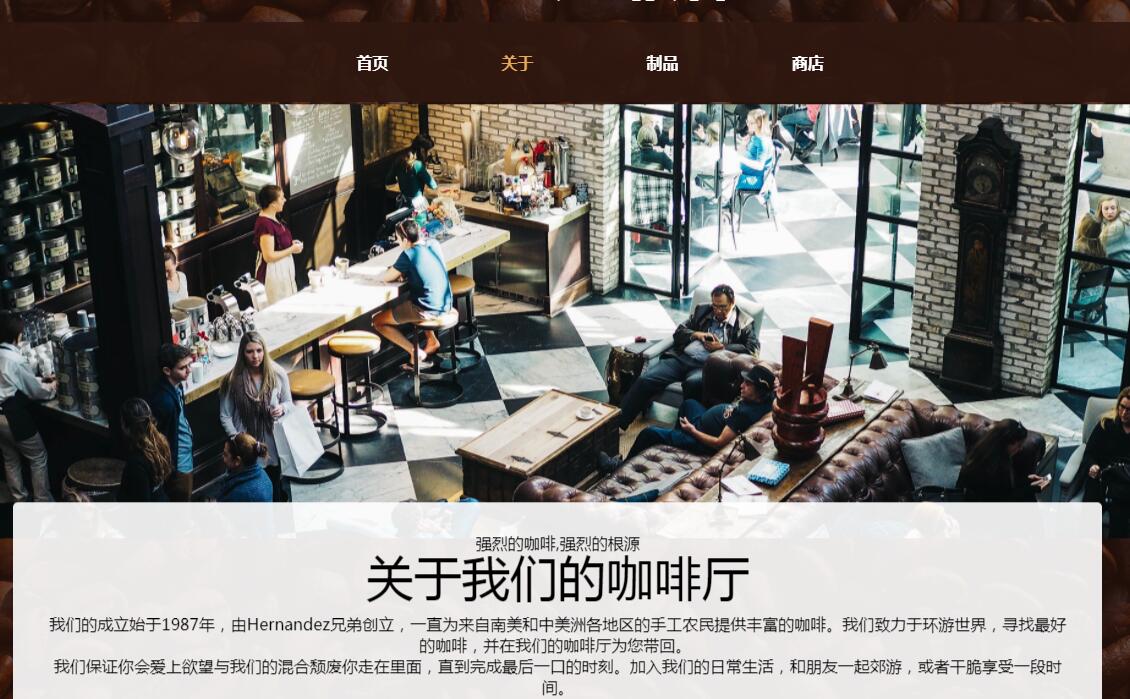 首页
关于
制品
商店
强烈的咖啡,强烈的根源
关于我们的咖啡厅
我们的成立始于1987年，由Hernandez兄弟创立，一直为来自南美和中美洲各地区的手工农民提供丰富的咖啡。我们致力于环游世界，寻找最好
的咖啡，并在我们的咖啡厅为您带回。
我们保证你会爱上欲望与我们的混合颓废你走在里面，直到完成最后一口的时刻。加入我们的日常生活，和朋友一起郊游，或者干脆享受一段时
间。